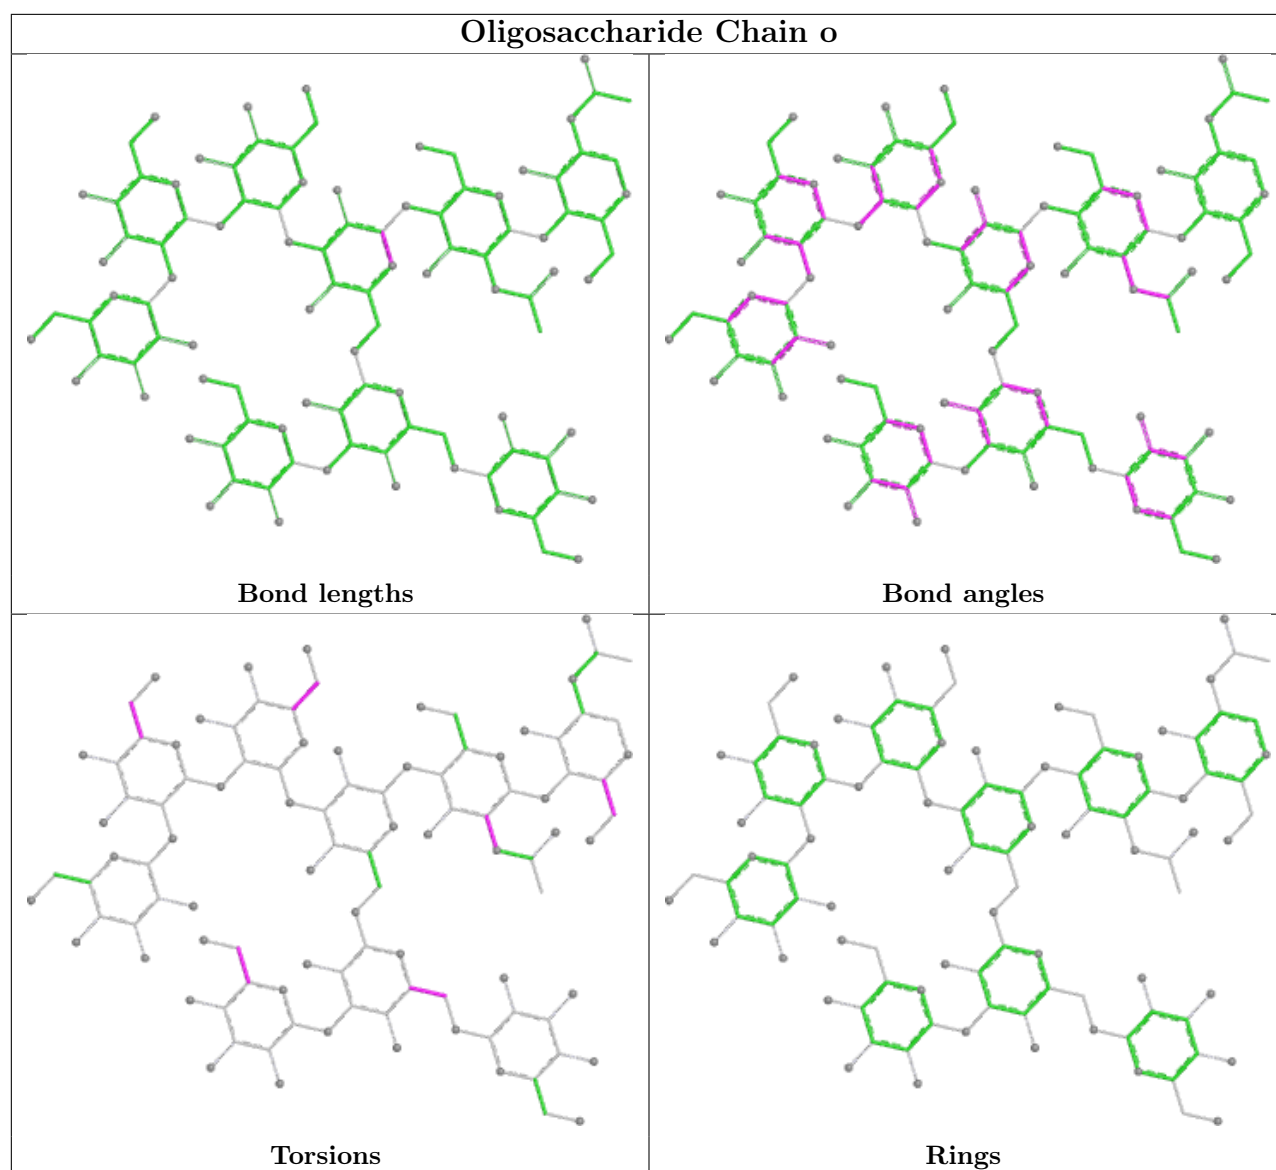 Oligosaccharide Chain o
Bond lengths
Bond angles
Torsions
Rings